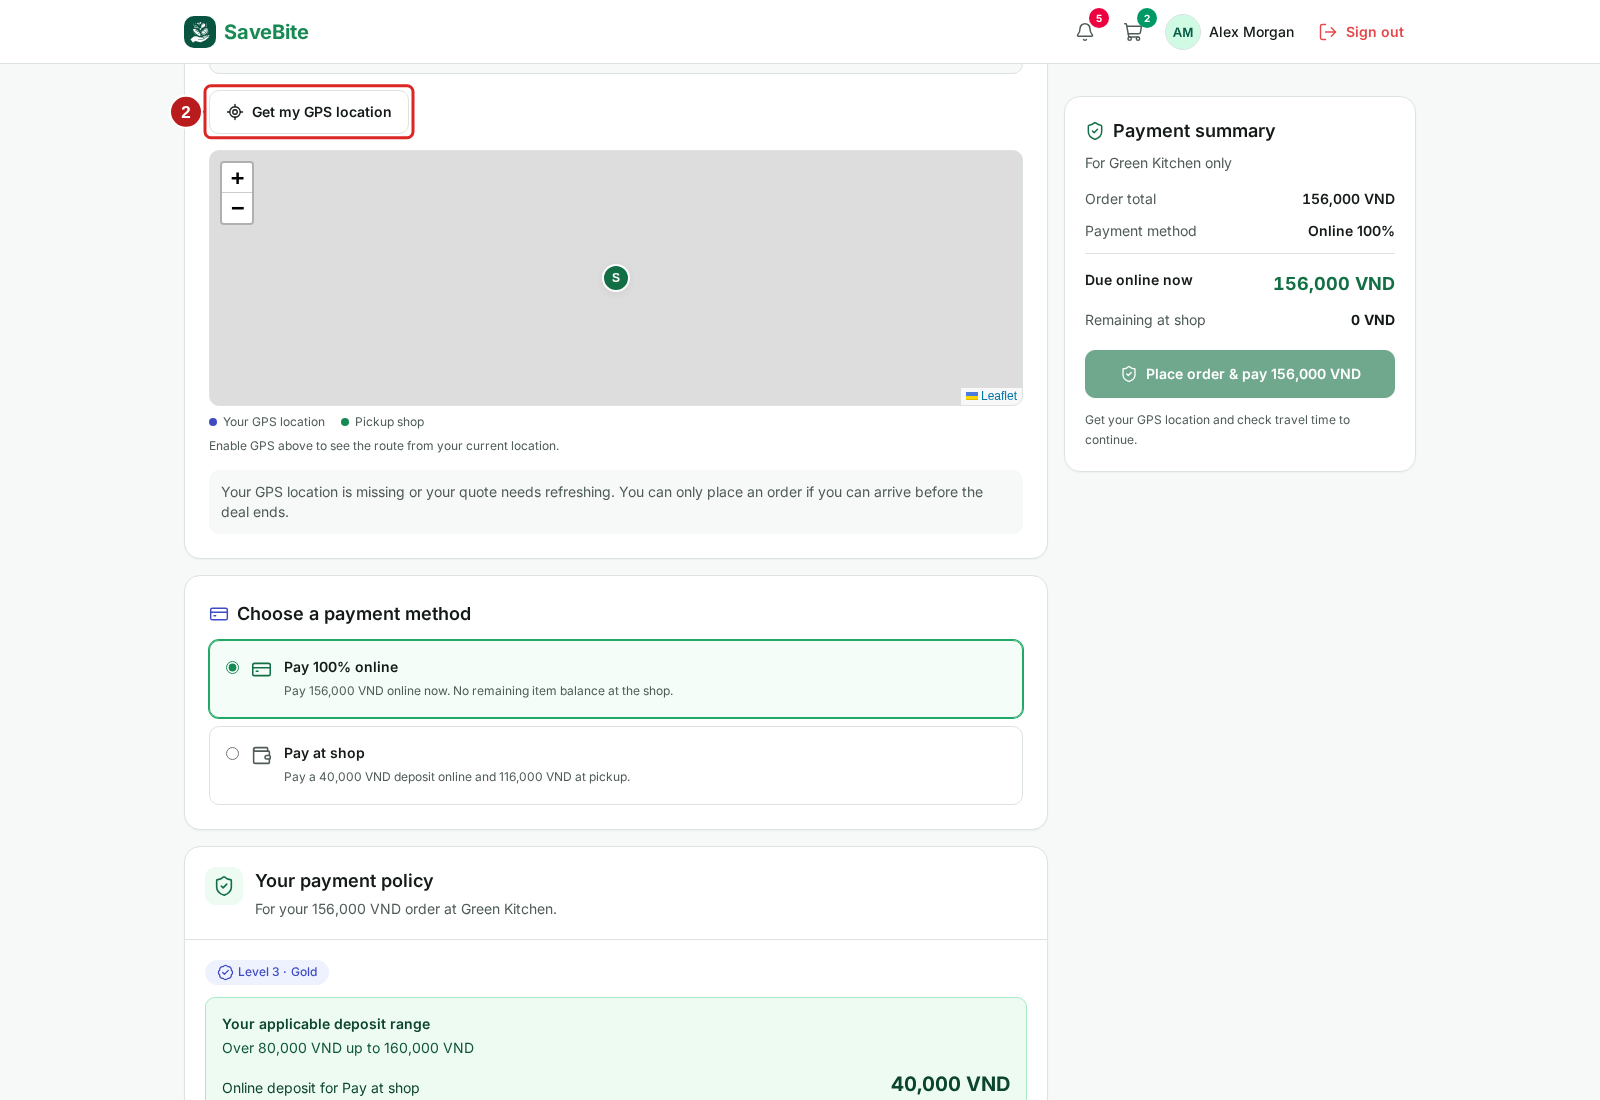 SaveBite
5
2
AM
Alex Morgan
Sign out
2
Get my GPS location
+
−
S
Leaflet
Your GPS location
Pickup shop
Enable GPS above to see the route from your current location.
Your GPS location is missing or your quote needs refreshing. You can only place an order if you can arrive before the
deal ends.
Choose a payment method
Pay 100% online
Pay 156,000 VND online now. No remaining item balance at the shop.
Pay at shop
Pay a 40,000 VND deposit online and 116,000 VND at pickup.
Your payment policy
For your 156,000 VND order at Green Kitchen.
Level 3 · Gold
Your applicable deposit range
Over 80,000 VND up to 160,000 VND
Online deposit for Pay at shop
40,000 VND
Payment summary
For Green Kitchen only
Order total
156,000 VND
Payment method
Online 100%
Due online now
156,000 VND
Remaining at shop
0 VND
Place order & pay 156,000 VND
Get your GPS location and check travel time to
continue.